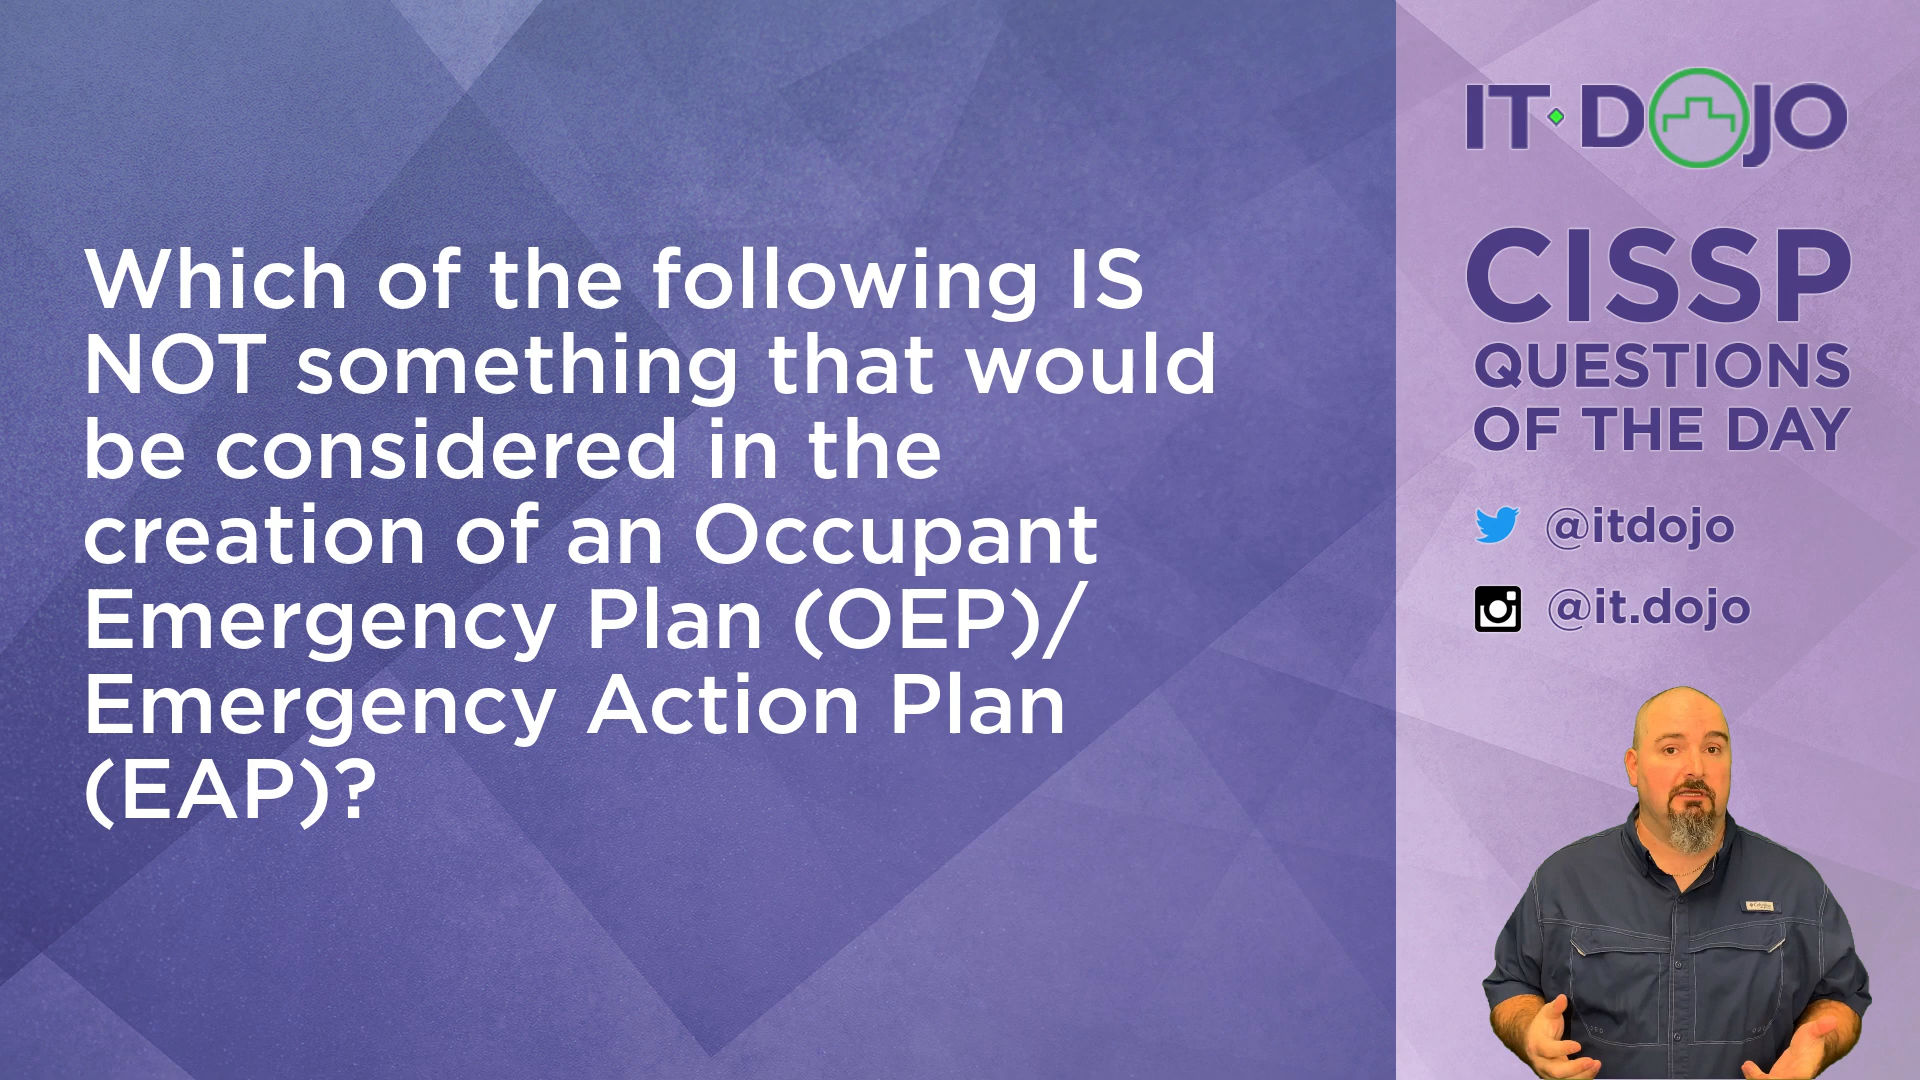 Which of the following IS
NOT something that would
be considered in the
creation of an Occupant
Emergency Plan (OEP)/
Emergency Action Plan
(EAP)?
IT DOJO
CISSP
QUESTIONS
OF THE DAY
@itdojo
@it.dojo